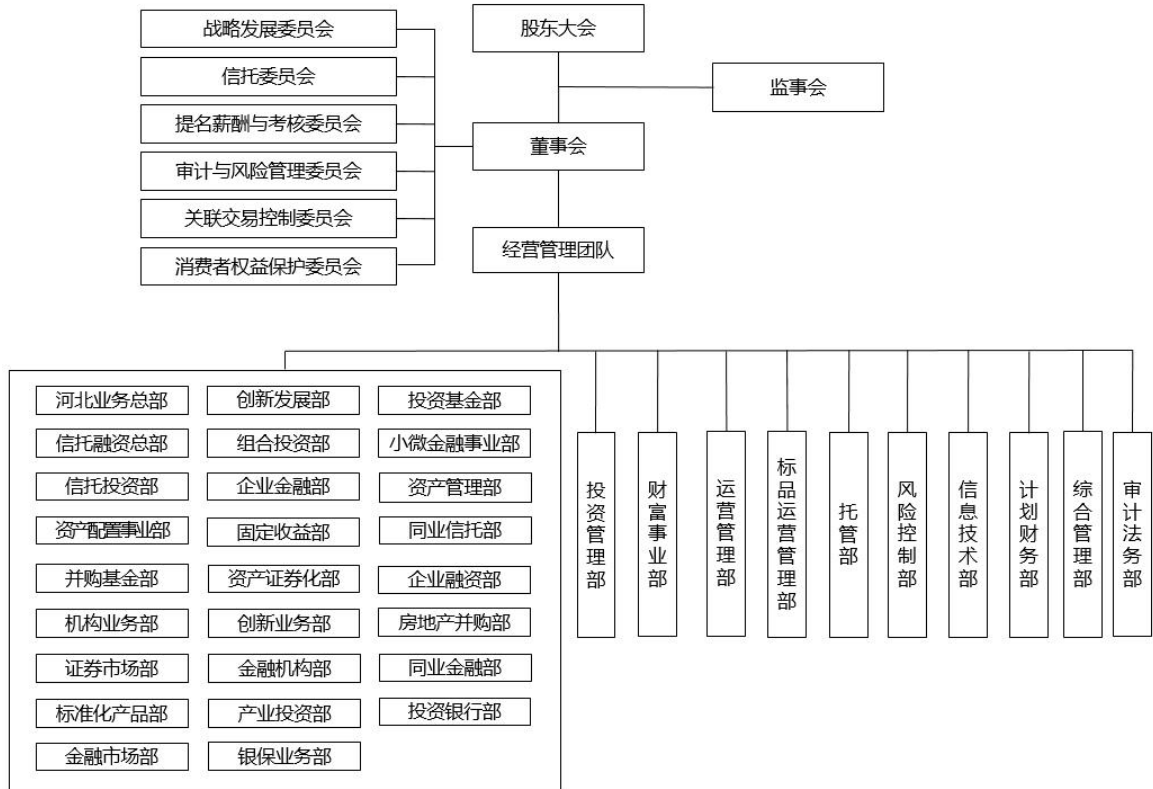 战略发展委员会
信托委员会
提名薪酬与考核委员会
审计与风险管理委员会
关联交易控制委员会
消费者权益保护委员会
股东大会
监事会
董事会
经营管理团队
河北业务总部
创新发展部
投资基金部
信托融资总部
组合投资部
小微金融事业部
信托投资部
企业金融部
资产管理部
资产配置事业部
固定收益部
同业信托部
并购基金部
资产证券化部
企业融资部
机构业务部
创新业务部
房地产并购部
证券市场部
金融机构部
同业金融部
标准化产品部
产业投资部
投资银行部
金融市场部
银保业务部
投资管理部
财富事业部
运营管理部
标品运营管理部
托管部
风险控制部
信息技术部
计划财务部
综合管理部
审计法务部